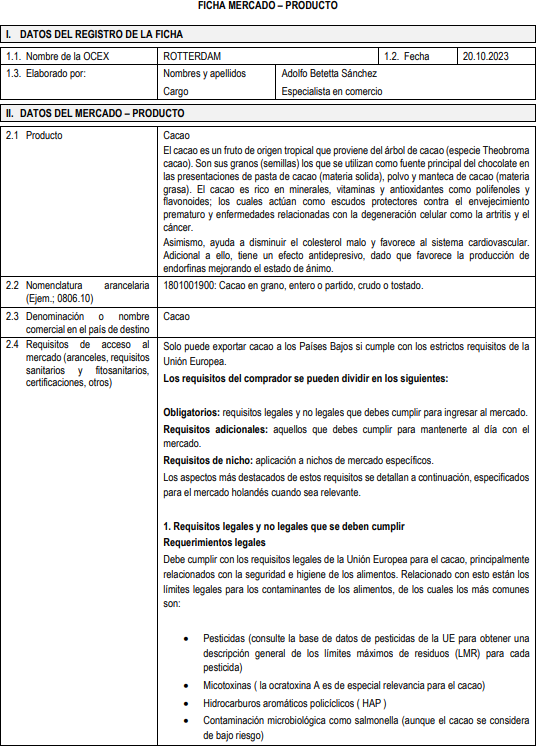 FICHA MERCADO – PRODUCTO
I. DATOS DEL REGISTRO DE LA FICHA
1.1. Nombre de la OCEX
ROTTERDAM
1.2. Fecha
20.10.2023
1.3. Elaborado por:
Nombres y apellidos
Adolfo Betetta Sánchez
Cargo
Especialista en comercio
II. DATOS DEL MERCADO – PRODUCTO
2.1 Producto
Cacao
El cacao es un fruto de origen tropical que proviene del árbol de cacao (especie Theobroma
cacao). Son sus granos (semillas) los que se utilizan como fuente principal del chocolate en
las presentaciones de pasta de cacao (materia solida), polvo y manteca de cacao (materia
grasa). El cacao es rico en minerales, vitaminas y antioxidantes como polifenoles y
flavonoides; los cuales actúan como escudos protectores contra el envejecimiento
prematuro y enfermedades relacionadas con la degeneración celular como la artritis y el
cáncer.
Asimismo, ayuda a disminuir el colesterol malo y favorece al sistema cardiovascular.
Adicional a ello, tiene un efecto antidepresivo, dado que favorece la producción de
endorfinas mejorando el estado de ánimo.
2.2 Nomenclatura arancelaria
(Ejem.; 0806.10)
1801001900: Cacao en grano, entero o partido, crudo o tostado.
2.3 Denominación o nombre
comercial en el país de destino
Cacao
2.4 Requisitos de acceso al
mercado (aranceles, requisitos
sanitarios y fitosanitarios,
certificaciones, otros)
Solo puede exportar cacao a los Países Bajos si cumple con los estrictos requisitos de la
Unión Europea.
Los requisitos del comprador se pueden dividir en los siguientes:
Obligatorios: requisitos legales y no legales que debes cumplir para ingresar al mercado.
Requisitos adicionales: aquellos que debes cumplir para mantenerte al día con el
mercado.
Requisitos de nicho: aplicación a nichos de mercado específicos.
Los aspectos más destacados de estos requisitos se detallan a continuación, especificados
para el mercado holandés cuando sea relevante.
1. Requisitos legales y no legales que se deben cumplir
Requerimientos legales
Debe cumplir con los requisitos legales de la Unión Europea para el cacao, principalmente
relacionados con la seguridad e higiene de los alimentos. Relacionado con esto están los
límites legales para los contaminantes de los alimentos, de los cuales los más comunes
son:
• Pesticidas (consulte la base de datos de pesticidas de la UE para obtener una
descripción general de los límites máximos de residuos (LMR) para cada
pesticida)
• Micotoxinas ( la ocratoxina A es de especial relevancia para el cacao)
• Hidrocarburos aromáticos policíclicos ( HAP )
• Contaminación microbiológica como salmonella (aunque el cacao se considera
de bajo riesgo)